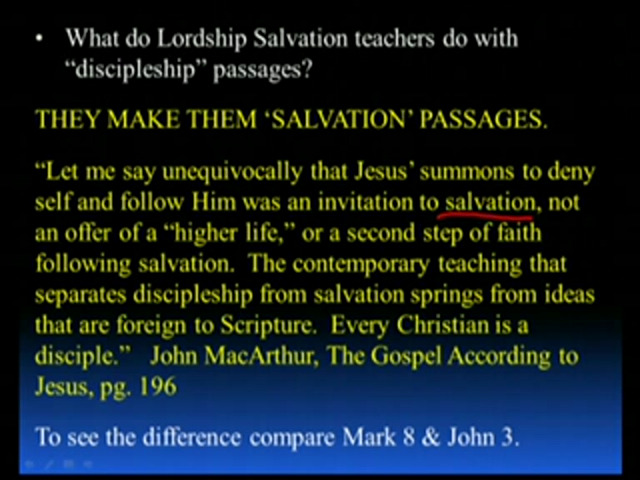 • What do Lordship Salvation teachers do with
“discipleship” passages?
THEY MAKE THEM ‘SALVATION’ PASSAGES.
“Let me say unequivocally that Jesus’ summons to deny
self and follow Him was an invitation to salvation, not
an offer of a “higher life,” or a second step of faith
following salvation.  The contemporary teaching that
separates discipleship from salvation springs from ideas
that are foreign to Scripture.  Every Christian is a
disciple.”   John MacArthur, The Gospel According to
Jesus, pg. 196
To see the difference compare Mark 8 & John 3.